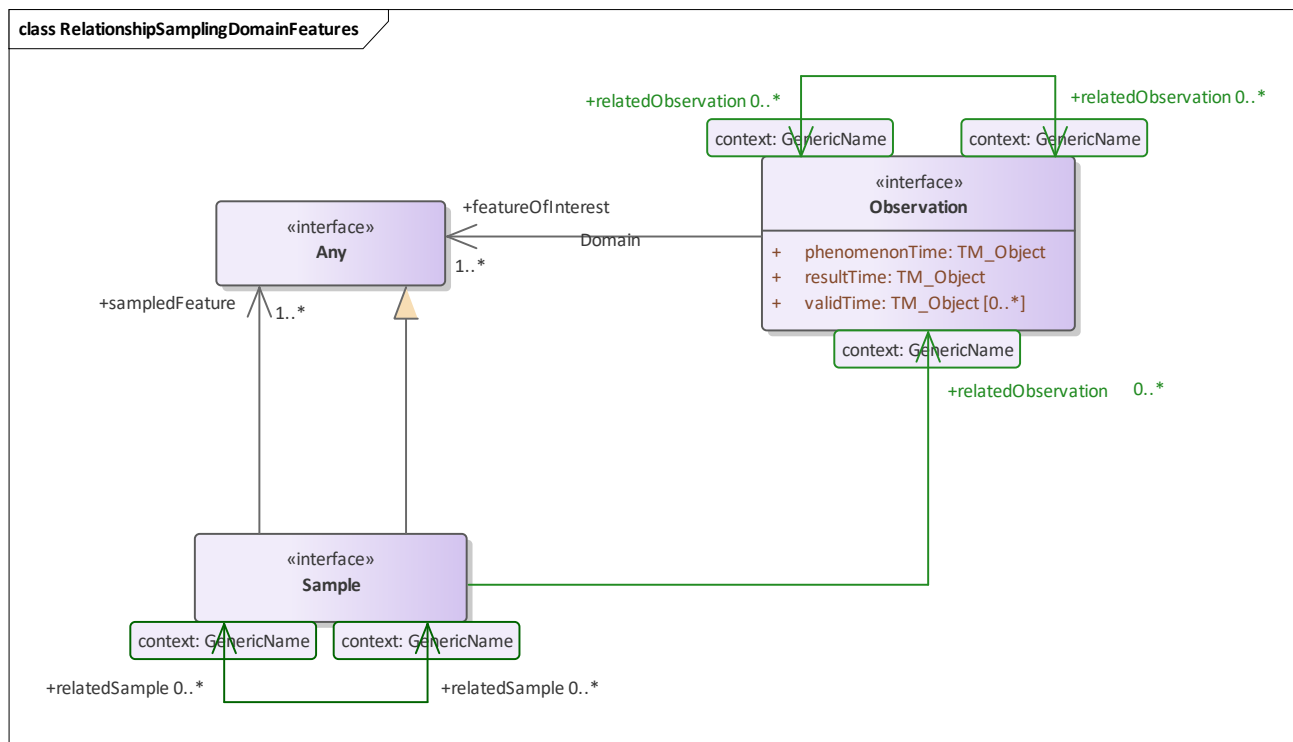 class RelationshipSamplingDomainFeatures
+relatedObservation 0..*
+relatedObservation 0..*
context: GenericName
context: GenericName
«interface»
Observation
+ phenomenonTime: TM_Object
+ resultTime: TM_Object
+ validTime: TM_Object [0..*]
context: GenericName
+relatedObservation 0..*
+featureOfInterest
Domain
1..*
«interface»
Any
+sampledFeature
1..*
«interface»
Sample
context: GenericName
context: GenericName
+relatedSample 0..*
+relatedSample 0..*